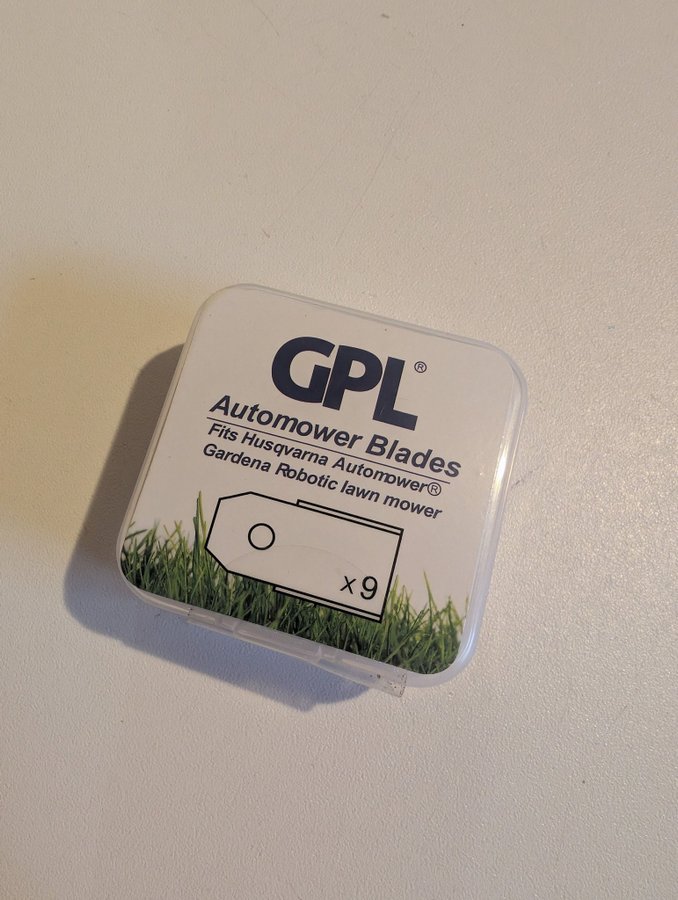 GPL®
Automower Blades
Fits Husqvarna Automower®
Gardena Robotic lawn mower
x9